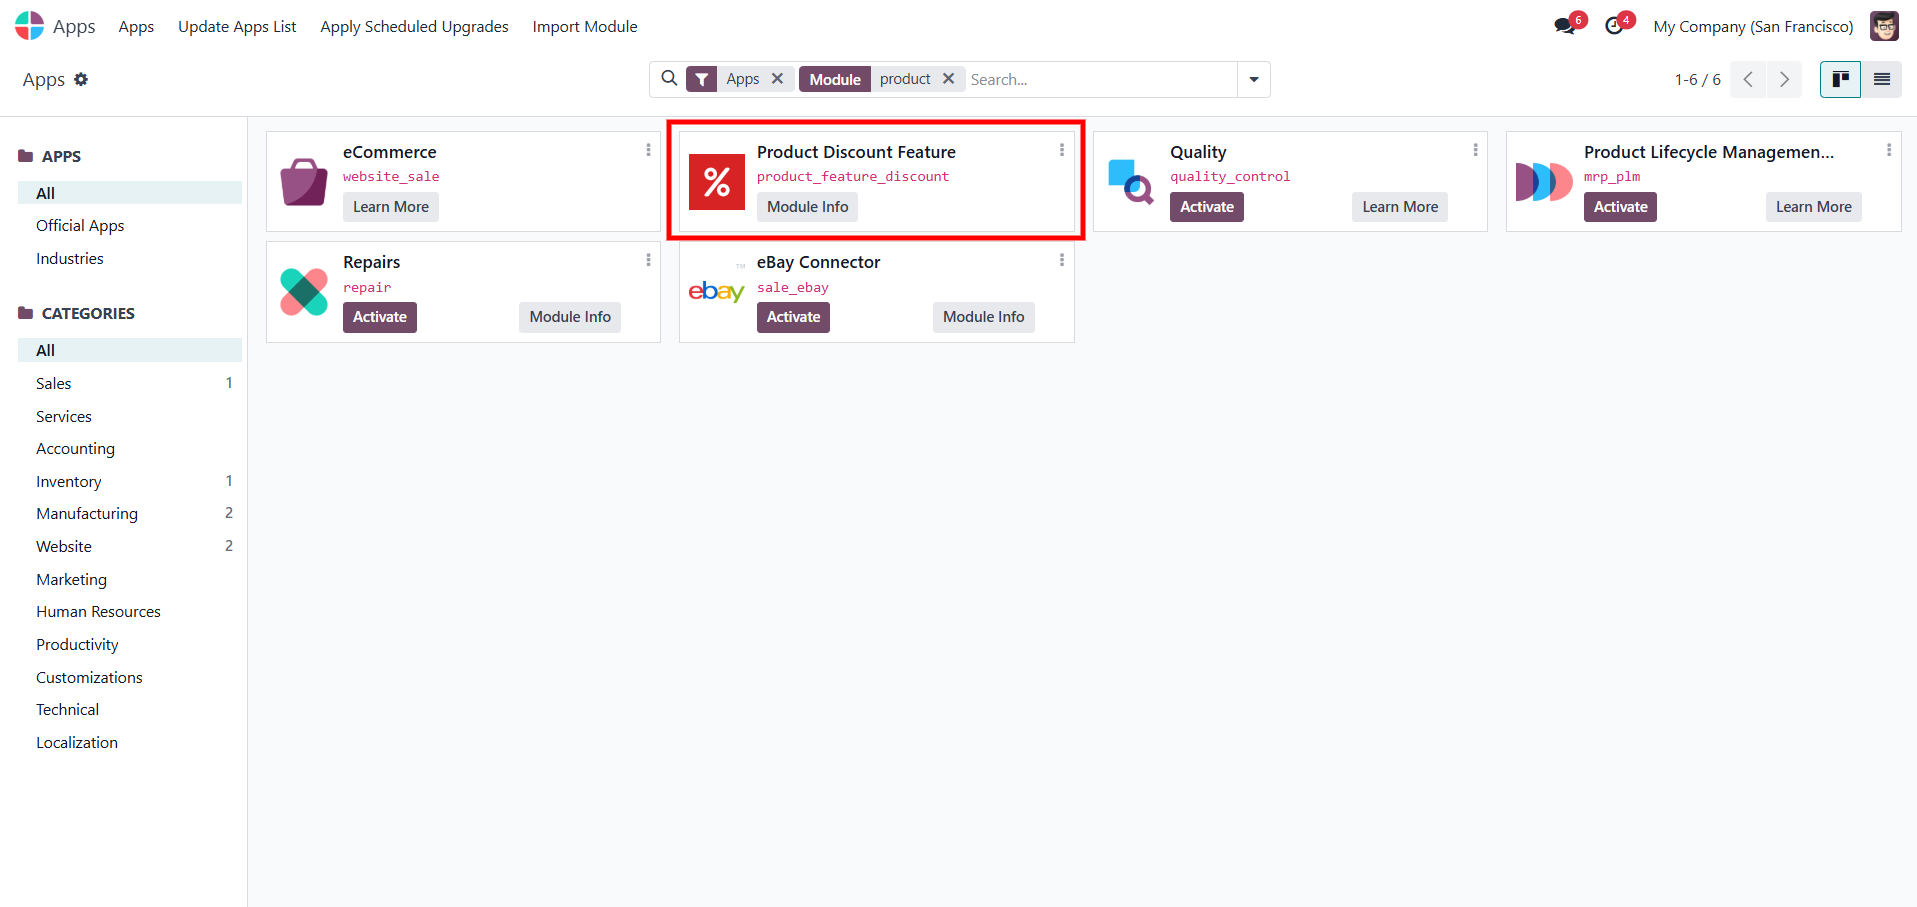 Apps Apps Update Apps List Apply Scheduled Upgrades Import Module 6 4 My Company (San Francisco)
Apps Apps Module product Search... 1-6 / 6
APPS
All
Official Apps
Industries
CATEGORIES
All
Sales 1
Services
Accounting
Inventory 1
Manufacturing 2
Website 2
Marketing
Human Resources
Productivity
Customizations
Technical
Localization
eCommerce
website_sale
Learn More
%
Product Discount Feature
product_feature_discount
Module Info
Quality
quality_control
Activate Learn More
Product Lifecycle Managemen...
mrp_plm
Activate Learn More
Repairs
repair
Activate Module Info
ebay™
eBay Connector
sale_ebay
Activate Module Info